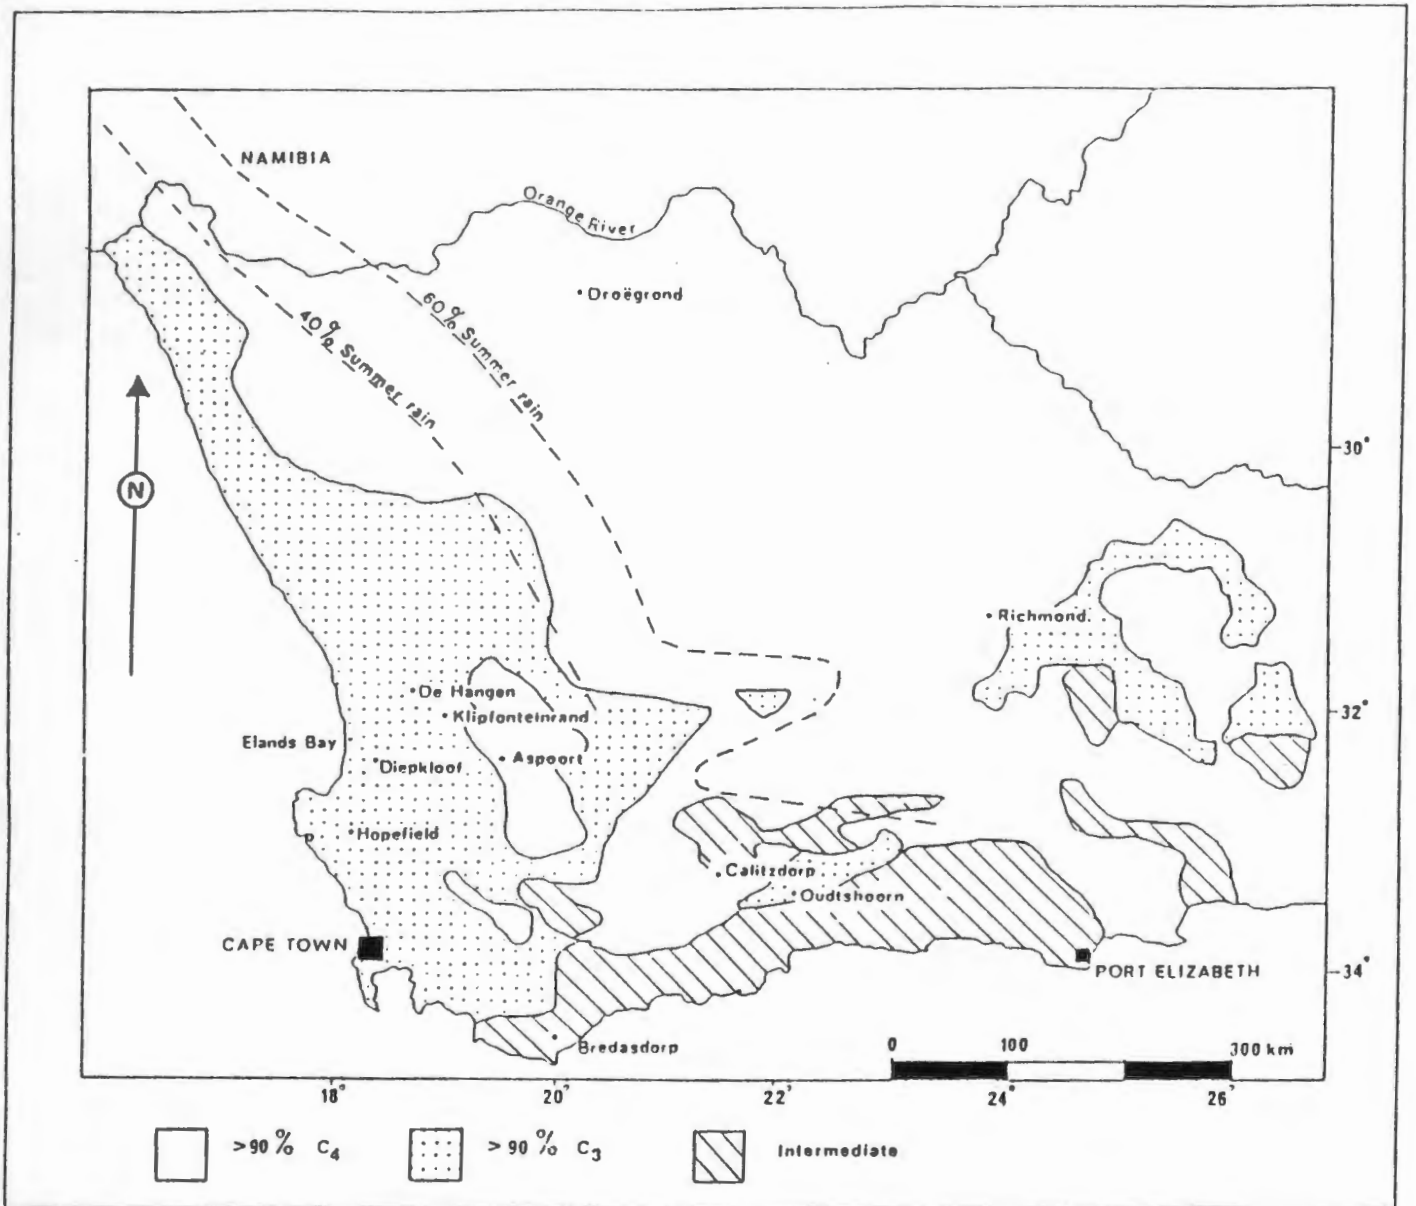 NAMIBIA
Orange River
Droëgrond
60% Summer rain
40% Summer rain
30°
N
Richmond.
De Hangen
Klipfonteinrand
32°
Elands Bay
Aspoort
Diepkloof
Hopefield
Calitzdorp
Oudtshoorn
CAPE TOWN
PORT ELIZABETH
34°
Bredasdorp
0 100 300 km
18° 20° 22° 24° 26°
>90% C₄ >90% C₃ Intermediate